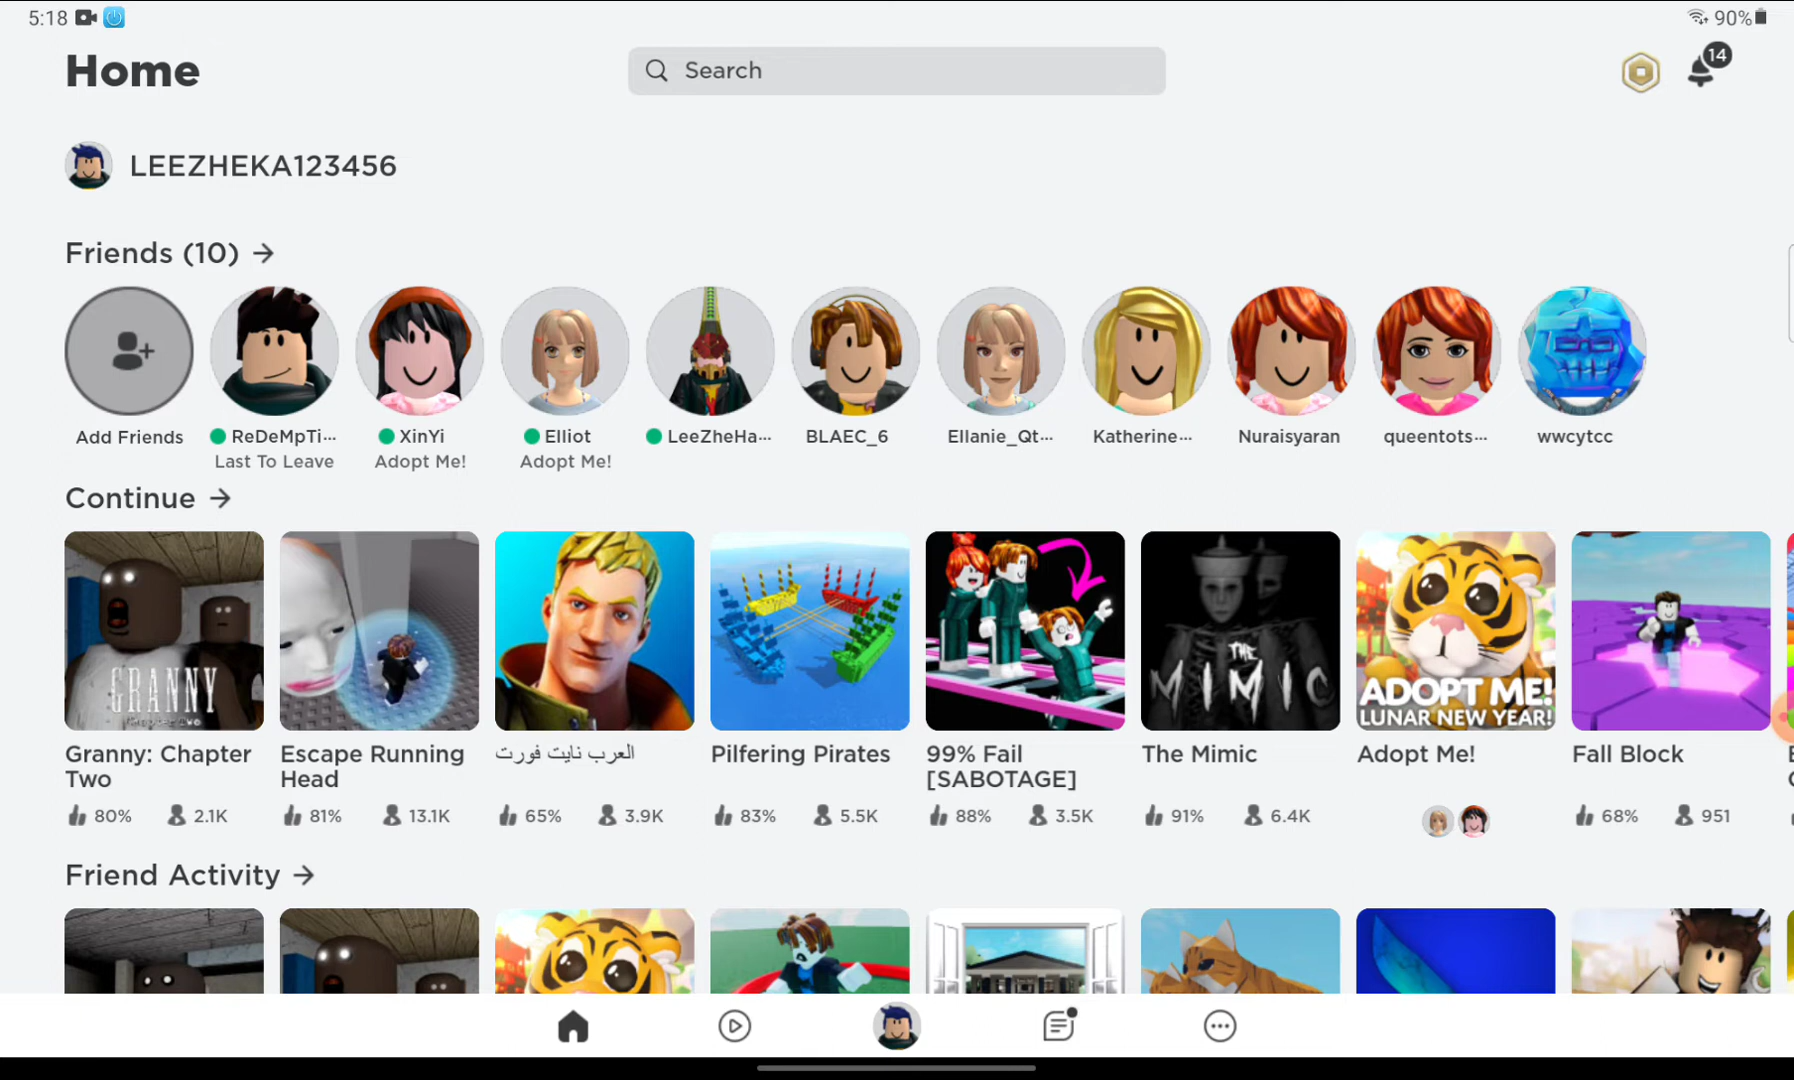 5:18
90%
Home
Search
14
LEEZHEKA123456
Friends (10)
Add Friends
ReDeMpTi...
Last To Leave
XinYi
Adopt Me!
Elliot
Adopt Me!
LeeZheHa...
BLAEC_6
Ellanie_Qt...
Katherine...
Nuraisyaran
queentots...
wwcytcc
Continue
GRANNY
Chapter Two
THE
MIMIC
ADOPT ME!
LUNAR NEW YEAR!
Granny: Chapter
Two
80% 2.1K
Escape Running
Head
81% 13.1K
العرب نايت فورت
65% 3.9K
Pilfering Pirates
83% 5.5K
99% Fail
[SABOTAGE]
88% 3.5K
The Mimic
91% 6.4K
Adopt Me!
Fall Block
68% 951
Friend Activity